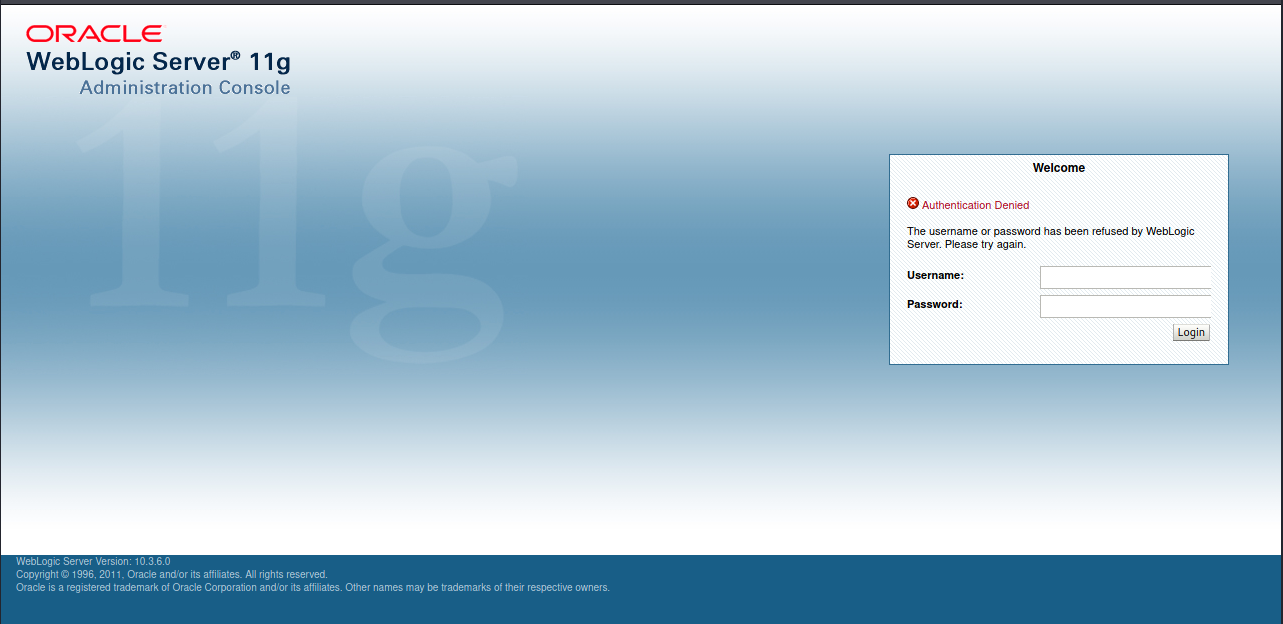 ORACLE
WebLogic Server® 11g
Administration Console
11g
Welcome
Authentication Denied
The username or password has been refused by WebLogic
Server. Please try again.
Username:
Password:
Login
WebLogic Server Version: 10.3.6.0
Copyright © 1996, 2011, Oracle and/or its affiliates. All rights reserved.
Oracle is a registered trademark of Oracle Corporation and/or its affiliates. Other names may be trademarks of their respective owners.